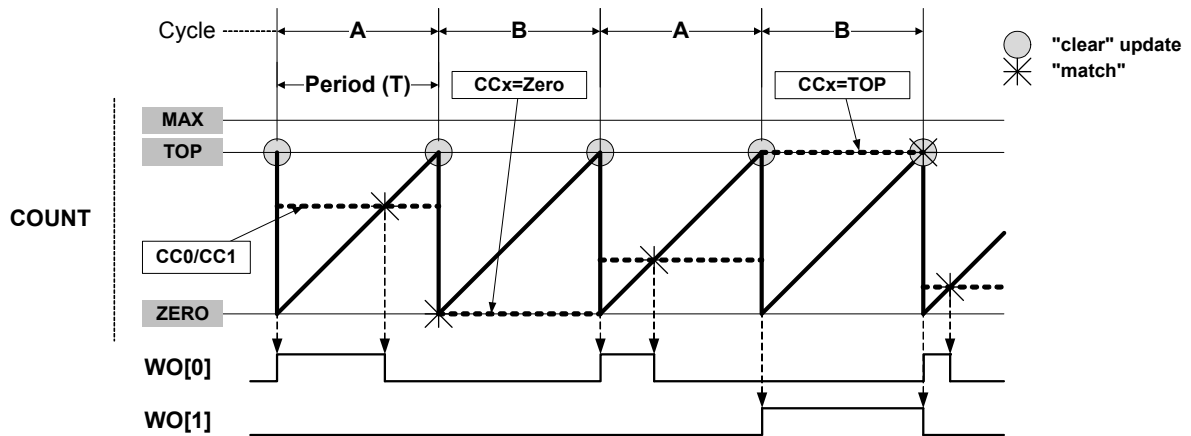 Cycle A B A B
"clear" update
"match"
Period (T)
CCx=Zero
CCx=TOP
MAX
TOP
COUNT
CC0/CC1
ZERO
WO[0]
WO[1]